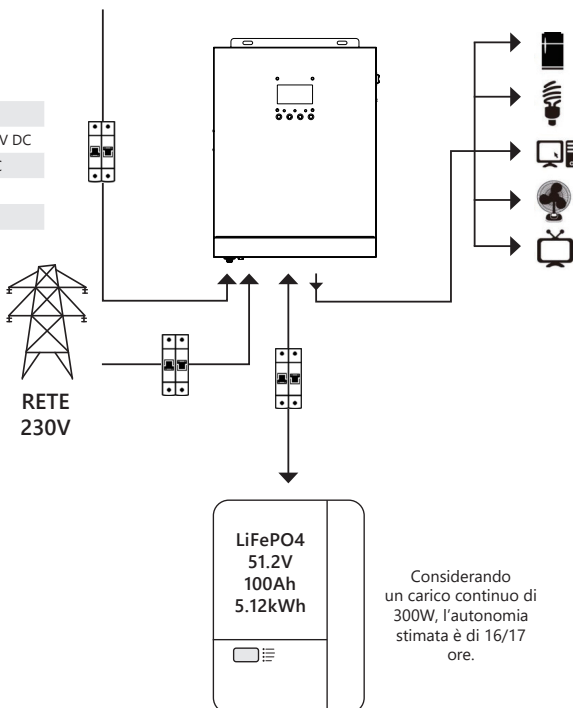 V DC
RETE
230V
LiFePO4
51.2V
100Ah
5.12kWh
Considerando
un carico continuo di
300W, l'autonomia
stimata è di 16/17
ore.